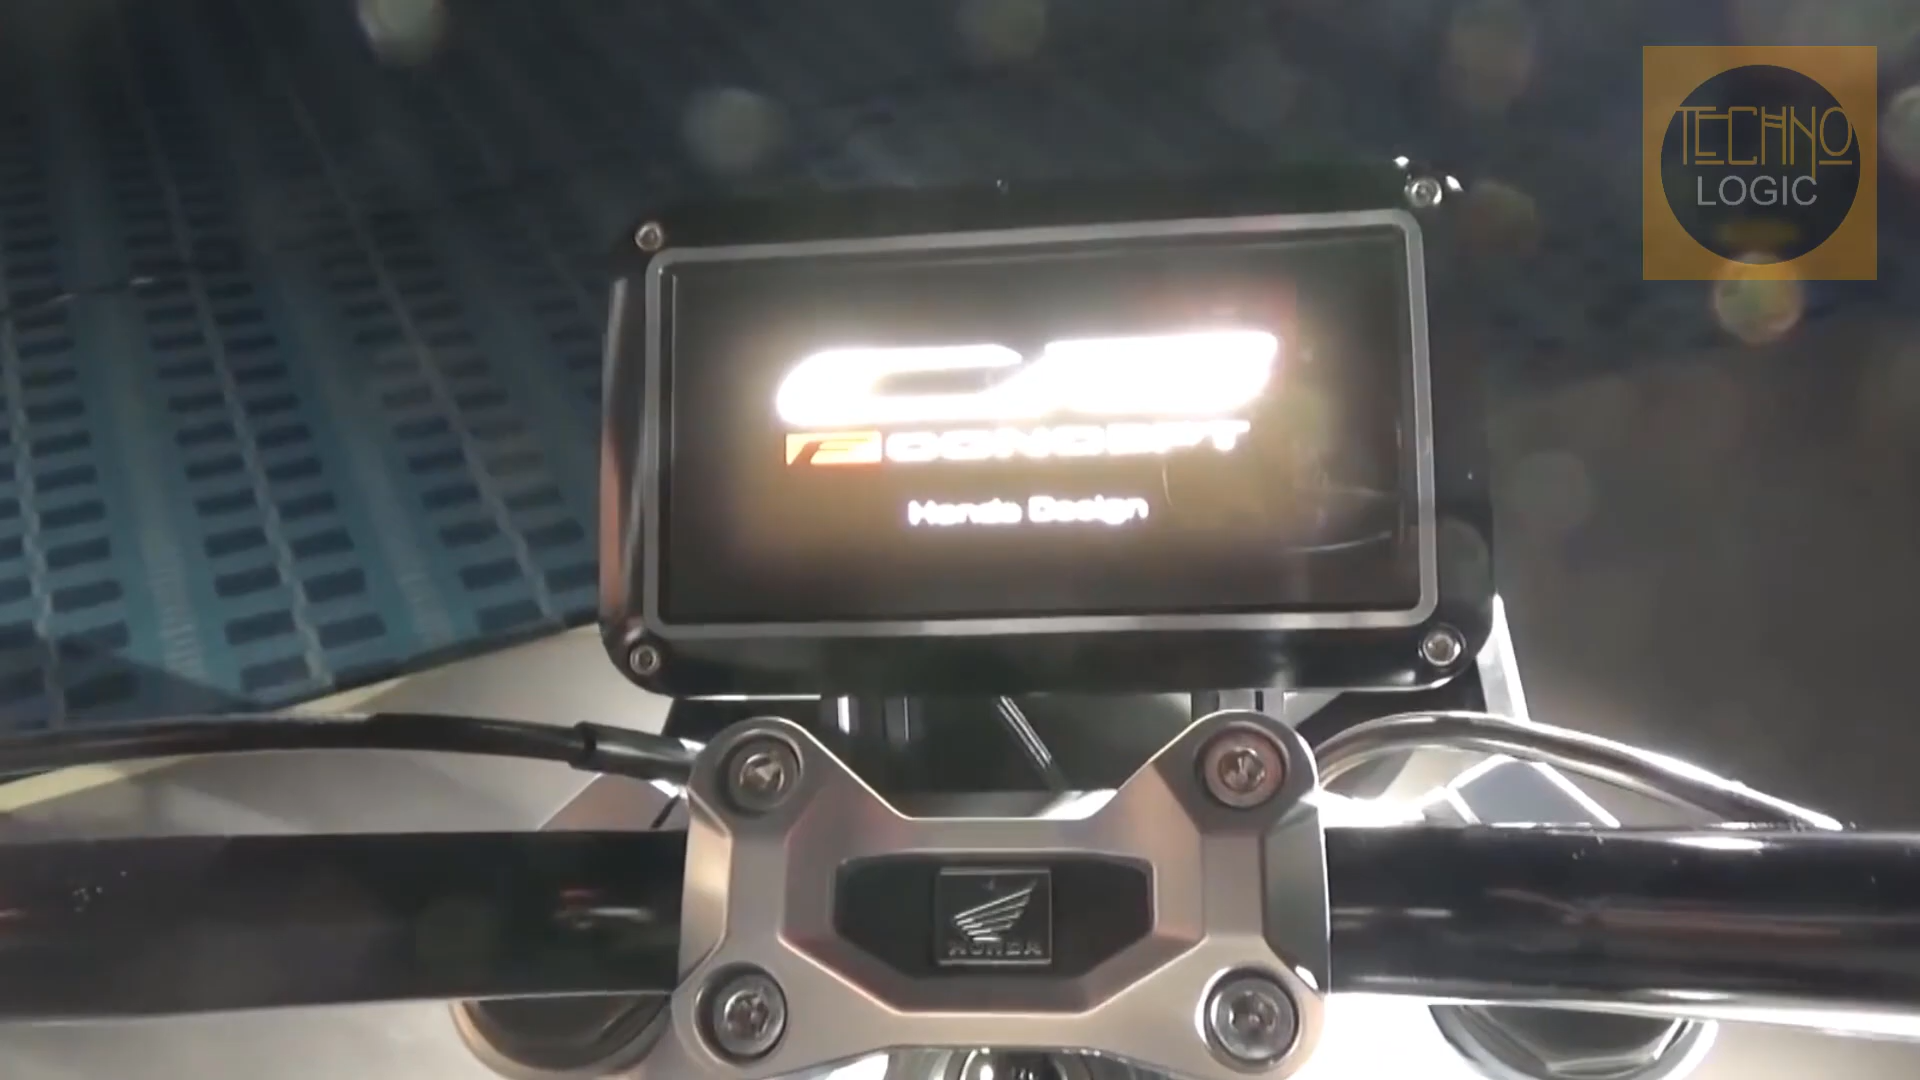 TECHNO
LOGIC
CB
F CONCEPT
Honda Design
HONDA